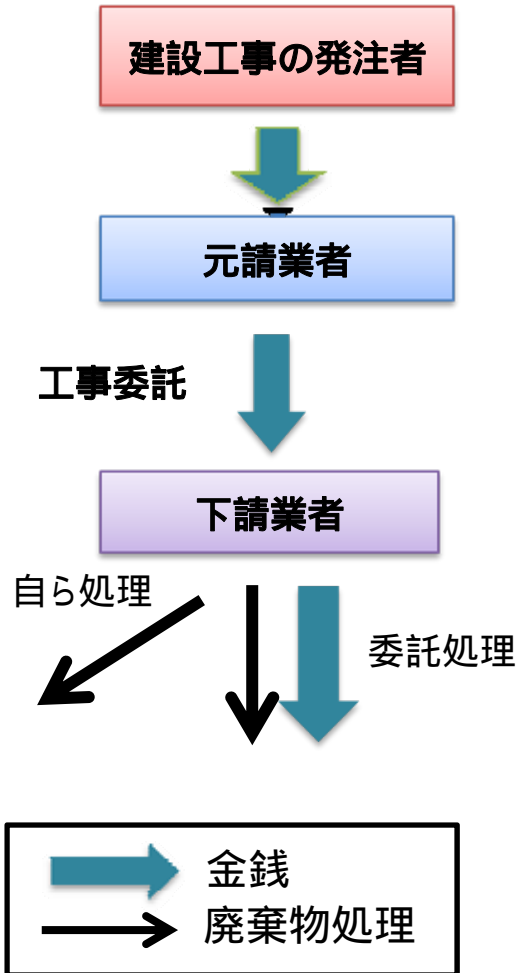 建設工事の発注者
元請業者
工事委託
下請業者
自ら処理
委託処理
金銭
廃棄物処理